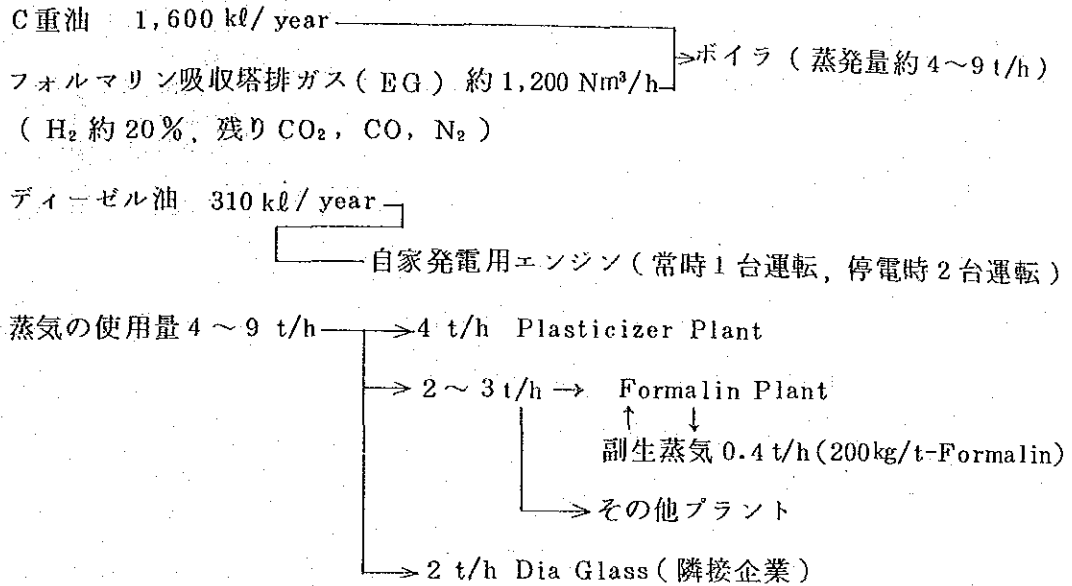 C重油 1,600 kℓ/year
→ボイラ(蒸発量約4～9 t/h)
フォルマリン吸収塔排ガス(EG)約1,200 Nm³/h
(H₂約20%,残りCO₂,CO,N₂)
ディーゼル油 310 kℓ/year
自家発電用エンジン(常時1台運転,停電時2台運転)
蒸気の使用量4～9 t/h→4 t/h Plasticizer Plant
→2～3 t/h→ Formalin Plant
↑ ↓
副生蒸気0.4 t/h(200kg/t-Formalin)
→その他プラント
→2 t/h Dia Glass(隣接企業)